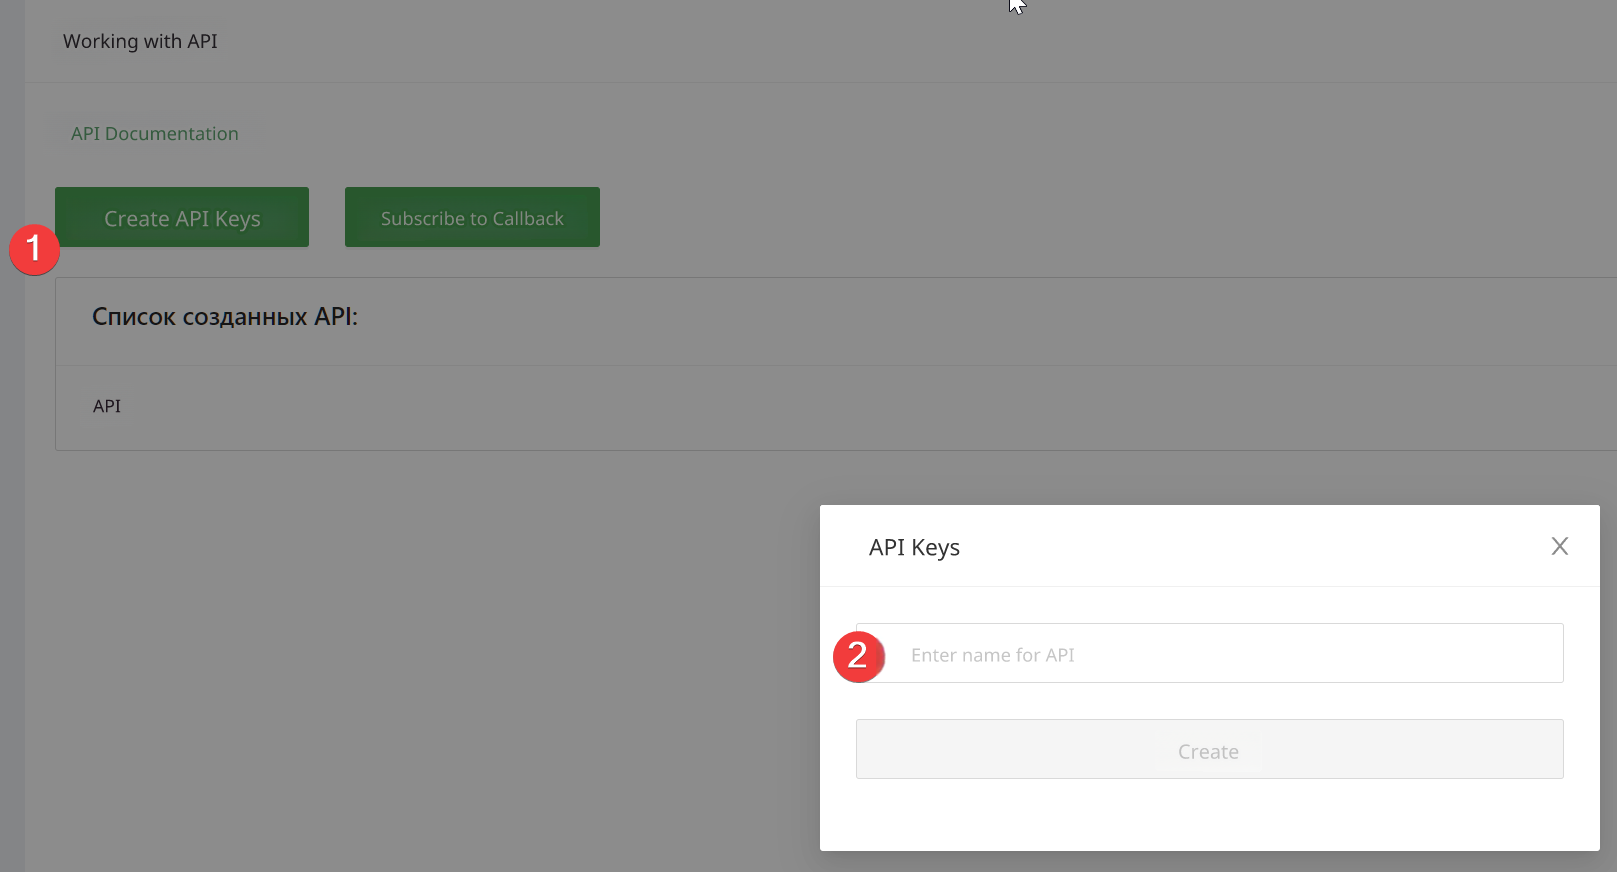 Working with API
API Documentation
Create API Keys
Subscribe to Callback
1
Список созданных API:
API
API Keys
2
Enter name for API
Create